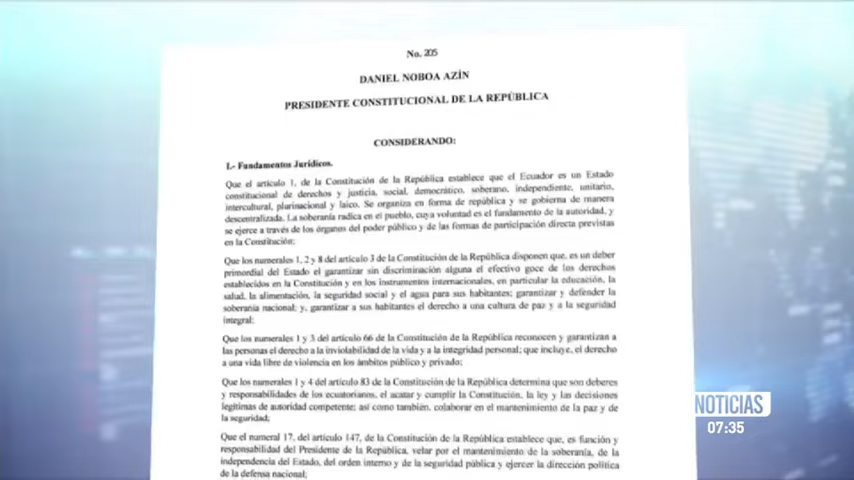 No. 205
DANIEL NOBOA AZÍN
PRESIDENTE CONSTITUCIONAL DE LA REPÚBLICA
CONSIDERANDO:
I.- Fundamentos Jurídicos.
Que el artículo 1, de la Constitución de la República establece que el Ecuador es un Estado
constitucional de derechos y justicia, social, democrático, soberano, independiente, unitario,
intercultural, plurinacional y laico. Se organiza en forma de república y se gobierna de manera
descentralizada. La soberanía radica en el pueblo, cuya voluntad es el fundamento de la autoridad, y
se ejerce a través de los órganos del poder público y de las formas de participación directa previstas
en la Constitución;
Que los numerales 1, 2 y 8 del artículo 3 de la Constitución de la República disponen que, es un deber
primordial del Estado el garantizar sin discriminación alguna el efectivo goce de los derechos
establecidos en la Constitución y en los instrumentos internacionales, en particular la educación, la
salud, la alimentación, la seguridad social y el agua para sus habitantes; garantizar y defender la
soberanía nacional; y, garantizar a sus habitantes el derecho a una cultura de paz y a la seguridad
integral;
Que los numerales 1 y 3 del artículo 66 de la Constitución de la República reconocen y garantizan a
las personas el derecho a la inviolabilidad de la vida y a la integridad personal; que incluye, el derecho
a una vida libre de violencia en los ámbitos público y privado;
Que los numerales 1 y 4 del artículo 83 de la Constitución de la República determina que son deberes
y responsabilidades de los ecuatorianos, el acatar y cumplir la Constitución, la ley y las decisiones
legítimas de autoridad competente; así como también, colaborar en el mantenimiento de la paz y de
la seguridad;
Que el numeral 17, del artículo 147, de la Constitución de la República establece que, es función y
responsabilidad del Presidente de la República, velar por el mantenimiento de la soberanía, de la
independencia del Estado, del orden interno y de la seguridad pública y ejercer la dirección política
de la defensa nacional;
NOTICIAS
07:35